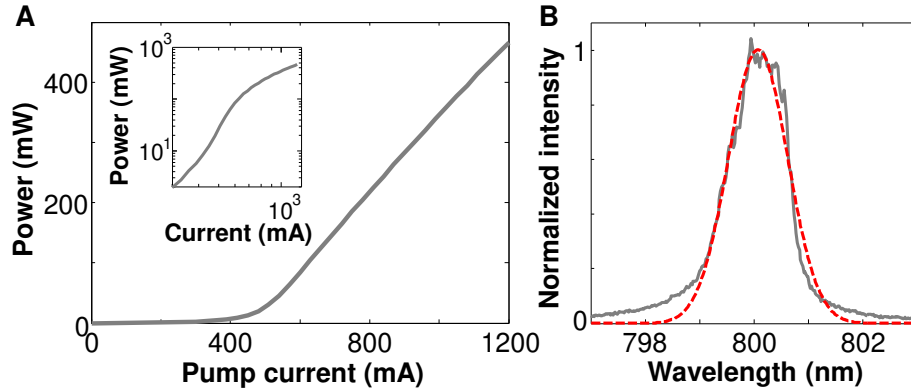 A
Power (mW)
400
200
0
0
400
800
1200
Pump current (mA)
Power (mW)
10^3
10^1
10^3
Current (mA)
B
Normalized intensity
1
0
798
800
802
Wavelength (nm)